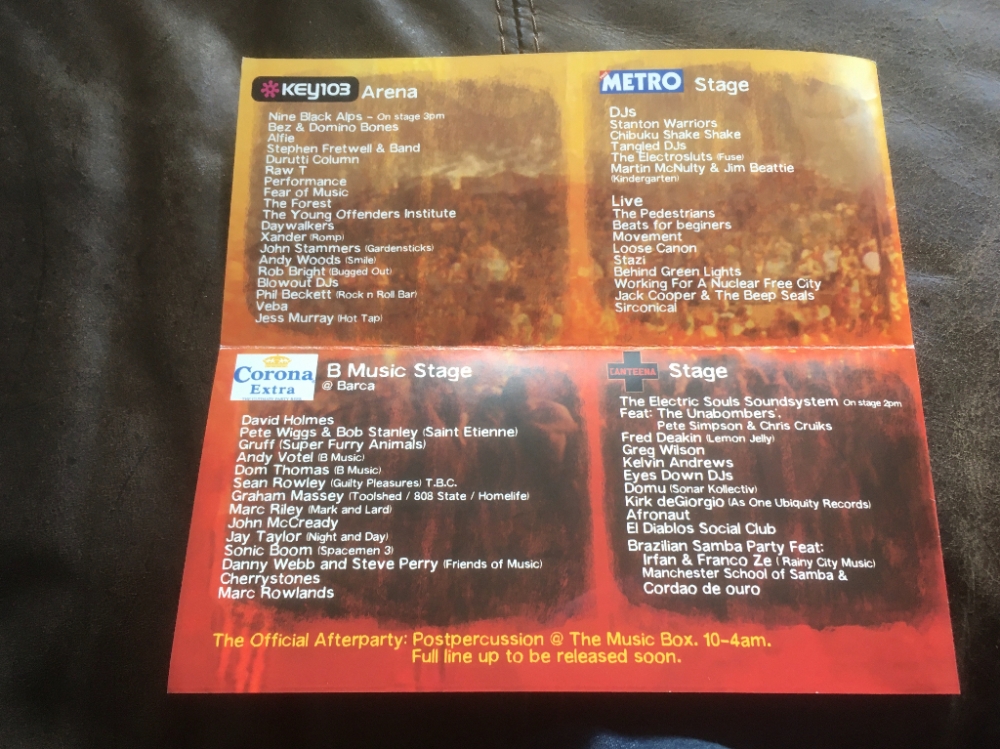 KEY103 Arena
Nine Black Alps - On stage 3pm
Bez & Domino Bones
Alfie
Stephen Fretwell & Band
Durutti Column
Raw T
Performance
Fear of Music
The Forest
The Young Offenders Institute
Daywalkers
Xander (Romp)
John Stammers (Gardensticks)
Andy Woods (Smile)
Rob Bright (Bugged Out)
Blowout DJs
Phil Beckett (Rock n Roll Bar)
Veba
Jess Murray (Hot Tap)
METRO Stage
DJs
Stanton Warriors
Chibuku Shake Shake
Tangled DJs
The Electrosluts (Fuse)
Martin McNulty & Jim Beattie
(Kindergarten)
Live
The Pedestrians
Beats for beginers
Movement
Loose Canon
Stazi
Behind Green Lights
Working For A Nuclear Free City
Jack Cooper & The Beep Seals
Sirconical
Corona
Extra
B Music Stage
@ Barca
David Holmes
Pete Wiggs & Bob Stanley (Saint Etienne)
Gruff (Super Furry Animals)
Andy Votel (B Music)
Dom Thomas (B Music)
Sean Rowley (Guilty Pleasures) T.B.C.
Graham Massey (Toolshed / 808 State / Homelife)
Marc Riley (Mark and Lard)
John McCready
Jay Taylor (Night and Day)
Sonic Boom (Spacemen 3)
Danny Webb and Steve Perry (Friends of Music)
Cherrystones
Marc Rowlands
CANTEENA Stage
The Electric Souls Soundsystem On stage 2pm
Feat: The Unabombers'.
Pete Simpson & Chris Cruiks
Fred Deakin (Lemon Jelly)
Greg Wilson
Kelvin Andrews
Eyes Down DJs
Domu (Sonar Kollectiv)
Kirk deGiorgio (As One Ubiquity Records)
Afronaut
El Diablos Social Club
Brazilian Samba Party Feat:
Irfan & Franco Ze ( Rainy City Music)
Manchester School of Samba &
Cordao de ouro
The Official Afterparty: Postpercussion @ The Music Box. 10-4am.
Full line up to be released soon.